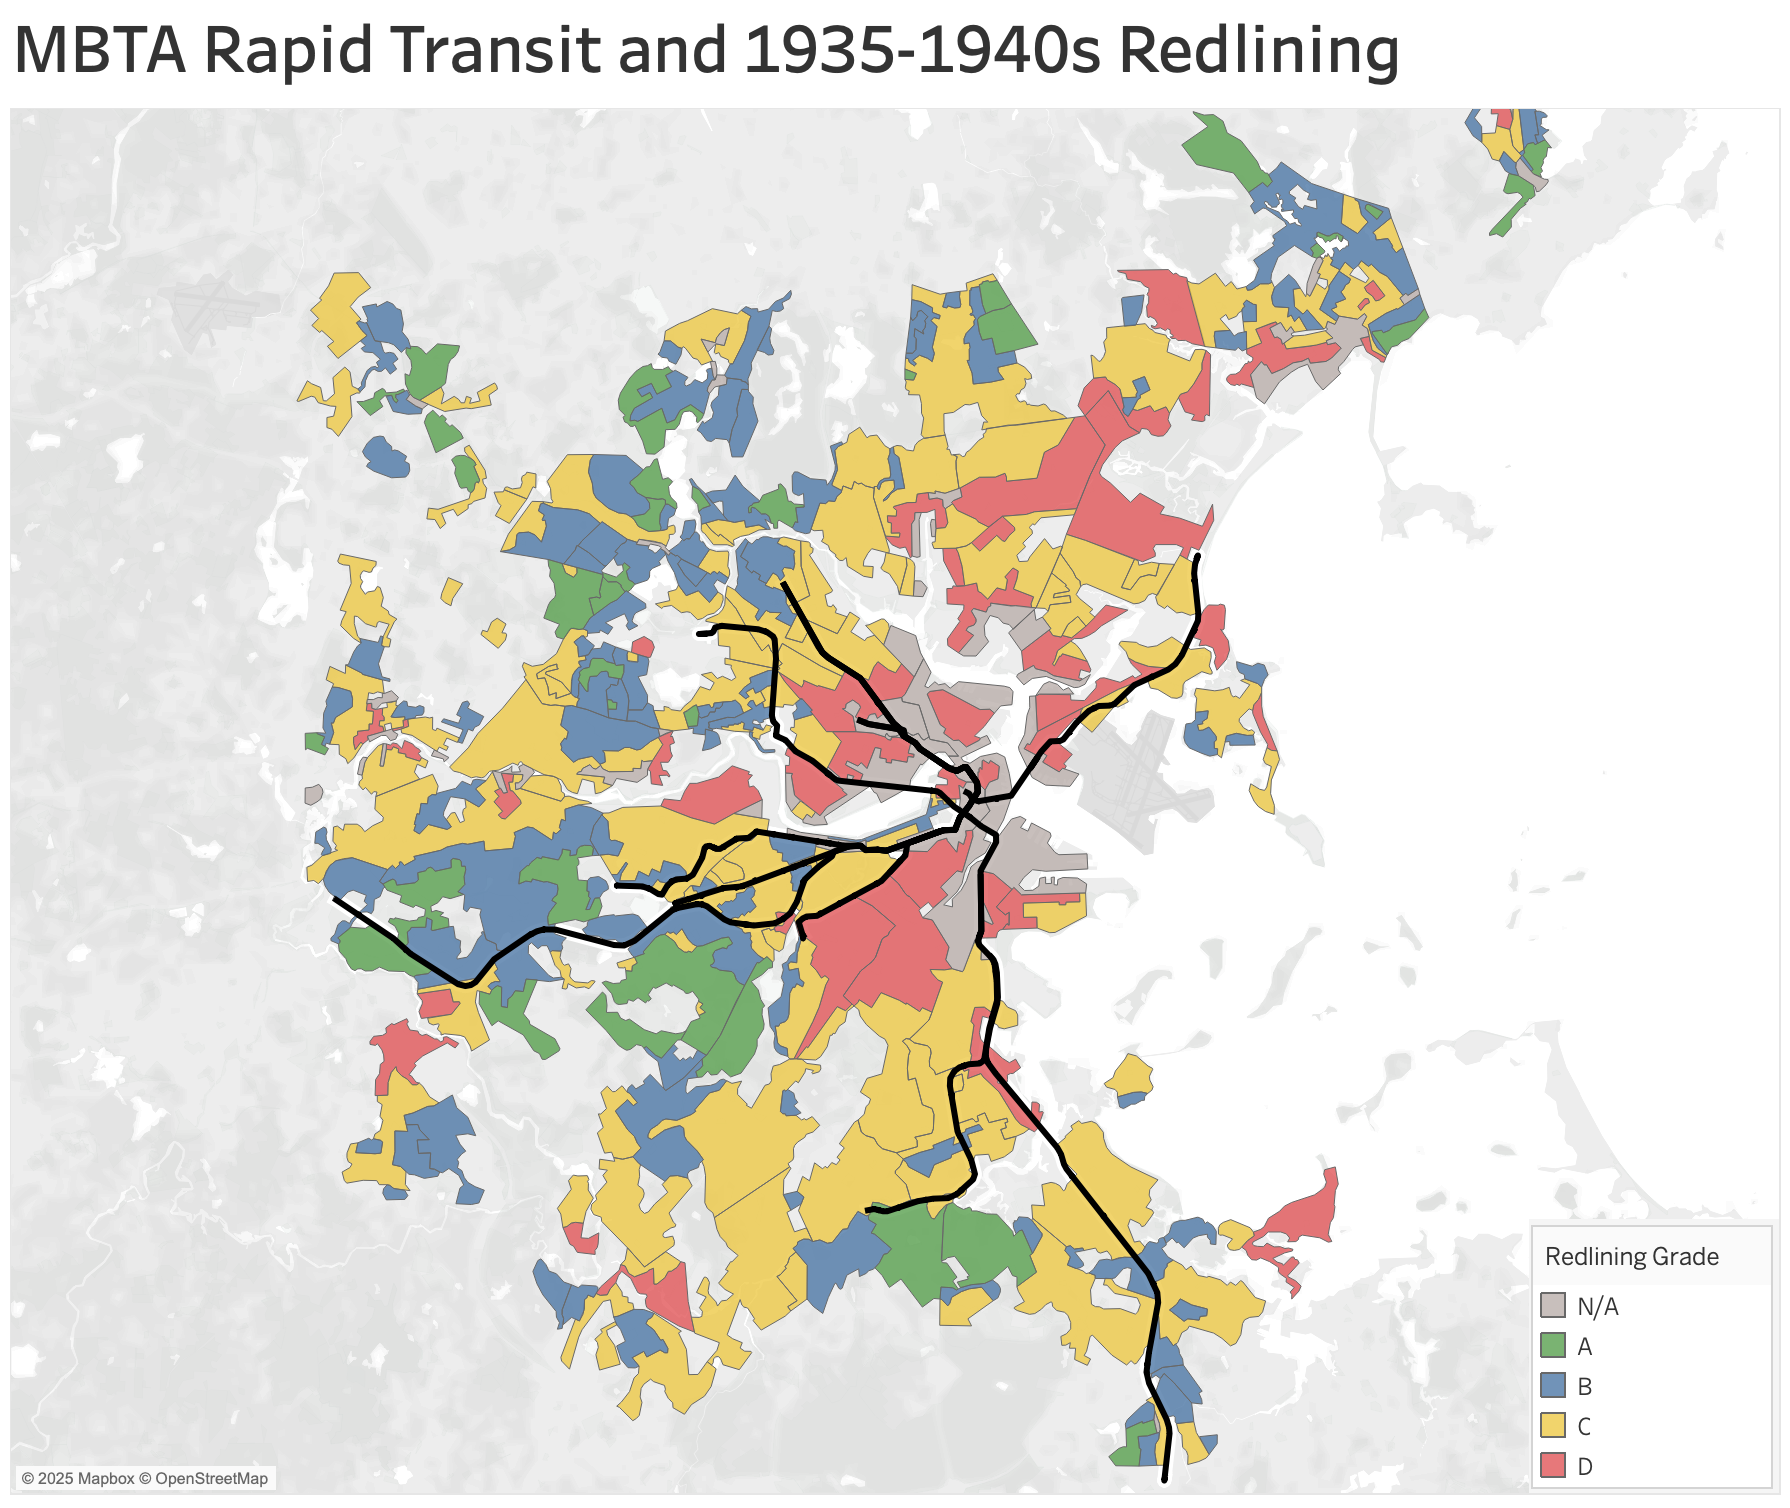 MBTA Rapid Transit and 1935-1940s Redlining
Redlining Grade
N/A
A
B
C
D
© 2025 Mapbox © OpenStreetMap